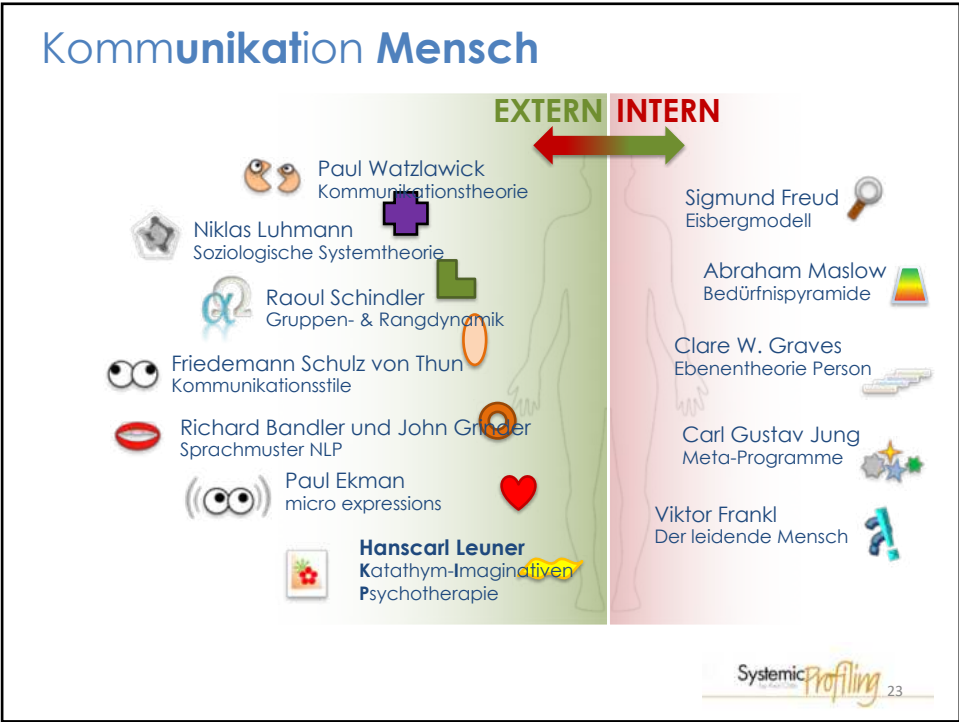 Kommunikation Mensch
EXTERN INTERN
Paul Watzlawick
Kommunikationstheorie
Niklas Luhmann
Soziologische Systemtheorie
Raoul Schindler
Gruppen- & Rangdynamik
Friedemann Schulz von Thun
Kommunikationsstile
Richard Bandler und John Grinder
Sprachmuster NLP
Paul Ekman
micro expressions
Hanscarl Leuner
Katathym-Imaginativen
Psychotherapie
Sigmund Freud
Eisbergmodell
Abraham Maslow
Bedürfnispyramide
Clare W. Graves
Ebenentheorie Person
Carl Gustav Jung
Meta-Programme
Viktor Frankl
Der leidende Mensch
Systemic Profiling
23